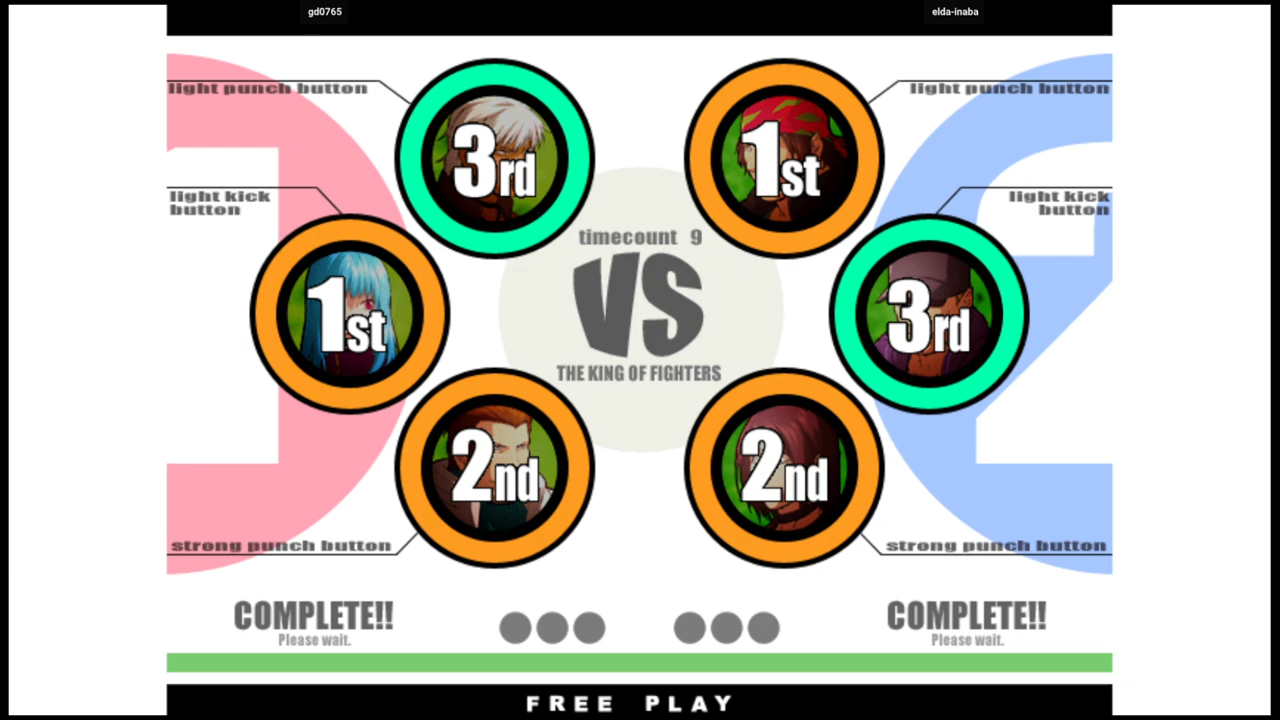 gd0765
elda-inaba
light punch button
light punch button
3rd
1st
light kick
button
light kick
button
timecount 9
VS
THE KING OF FIGHTERS
1st
3rd
2nd
2nd
strong punch button
strong punch button
COMPLETE!!
Please wait.
COMPLETE!!
Please wait.
FREE PLAY
1
2